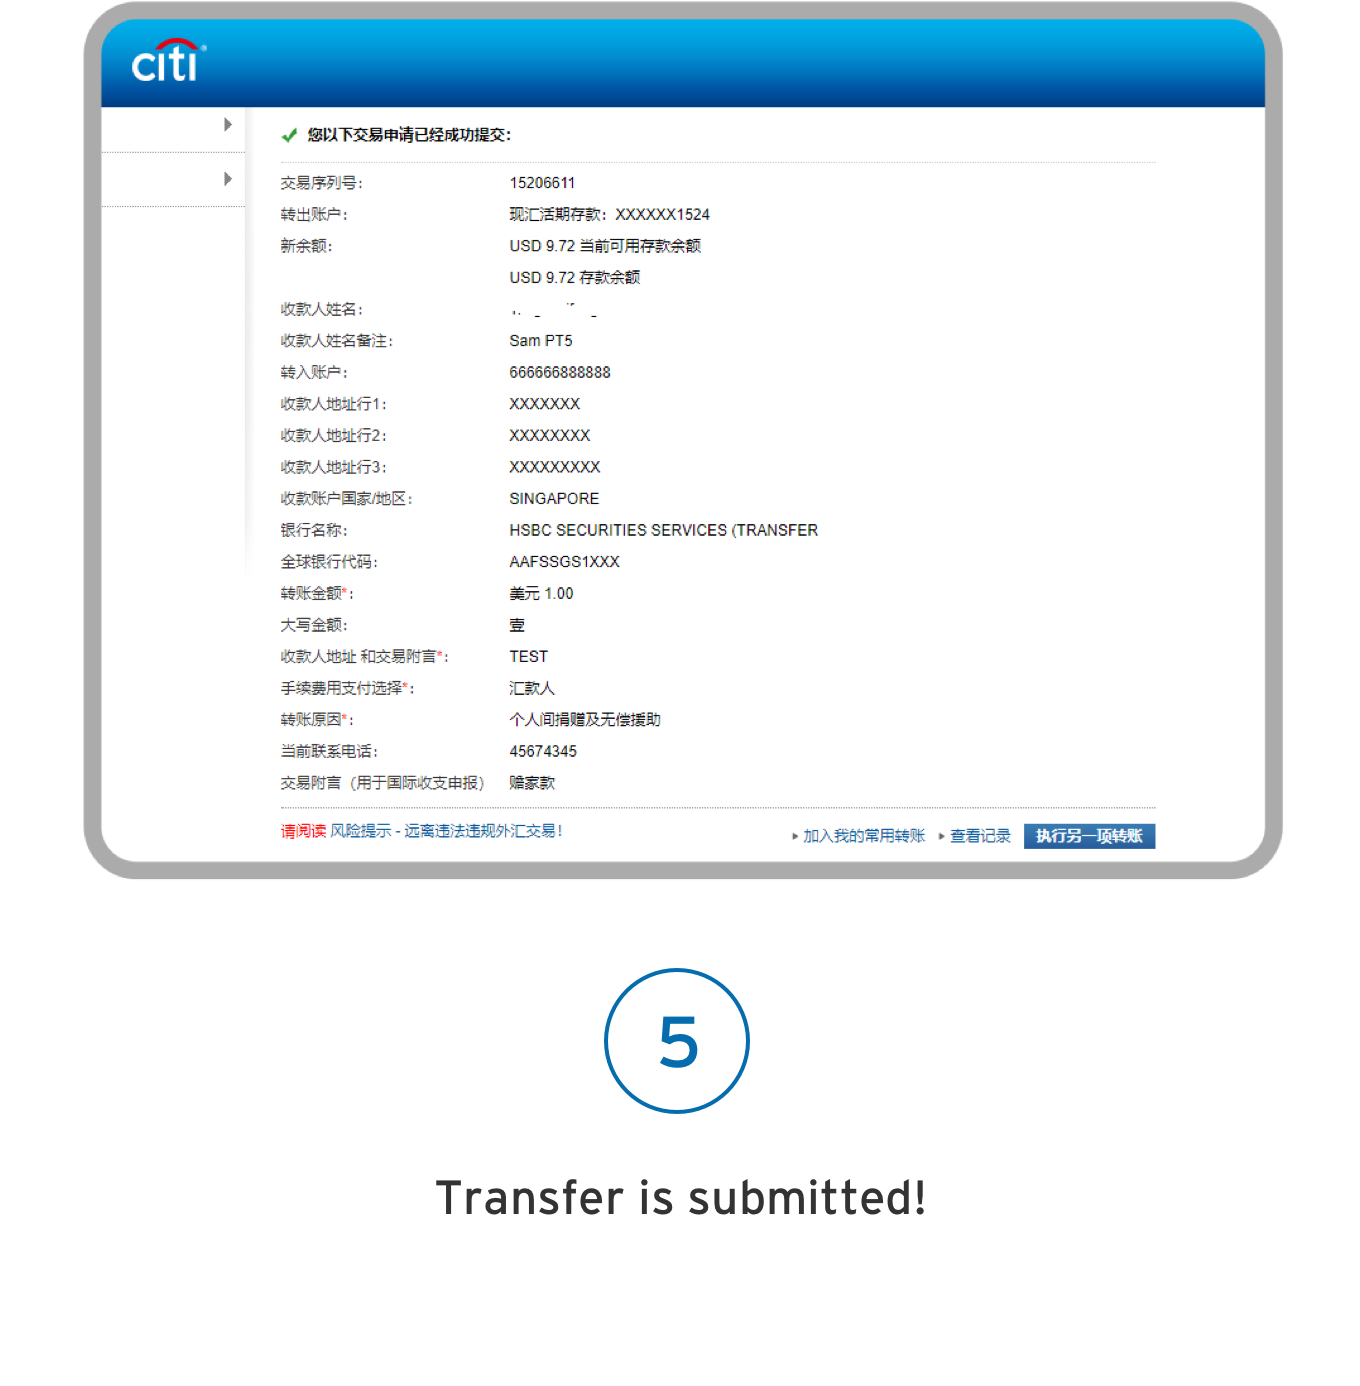 citi®
您以下交易申请已经成功提交:
交易序列号: 15206611
转出账户: 现汇活期存款: XXXXXX1524
新余额: USD 9.72 当前可用存款余额
USD 9.72 存款余额
收款人姓名:
收款人姓名备注: Sam PT5
转入账户: 666666888888
收款人地址行1: XXXXXXX
收款人地址行2: XXXXXXXX
收款人地址行3: XXXXXXXXX
收款账户国家/地区: SINGAPORE
银行名称: HSBC SECURITIES SERVICES (TRANSFER
全球银行代码: AAFSSGS1XXX
转账金额*: 美元 1.00
大写金额: 壹
收款人地址 和交易附言*: TEST
手续费用支付选择*: 汇款人
转账原因*: 个人间捐赠及无偿援助
当前联系电话: 45674345
交易附言（用于国际收支申报） 赡家款
请阅读 风险提示 - 远离违法违规外汇交易!
加入我的常用转账 查看记录 执行另一项转账
5
Transfer is submitted!